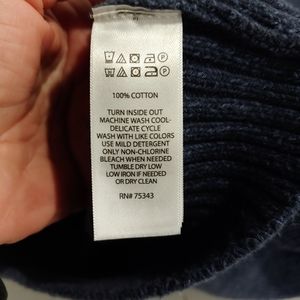 100% COTTON
TURN INSIDE OUT
MACHINE WASH COOL-
DELICATE CYCLE
WASH WITH LIKE COLORS
USE MILD DETERGENT
ONLY NON-CHLORINE
BLEACH WHEN NEEDED
TUMBLE DRY LOW
LOW IRON IF NEEDED
OR DRY CLEAN
RN# 75343